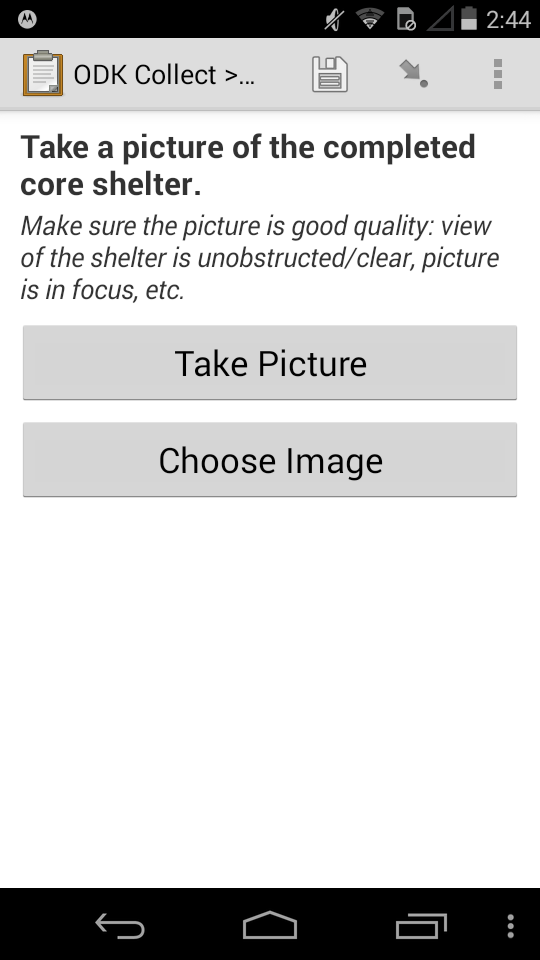 2:44
ODK Collect >...
Take a picture of the completed
core shelter.
Make sure the picture is good quality: view
of the shelter is unobstructed/clear, picture
is in focus, etc.
Take Picture
Choose Image